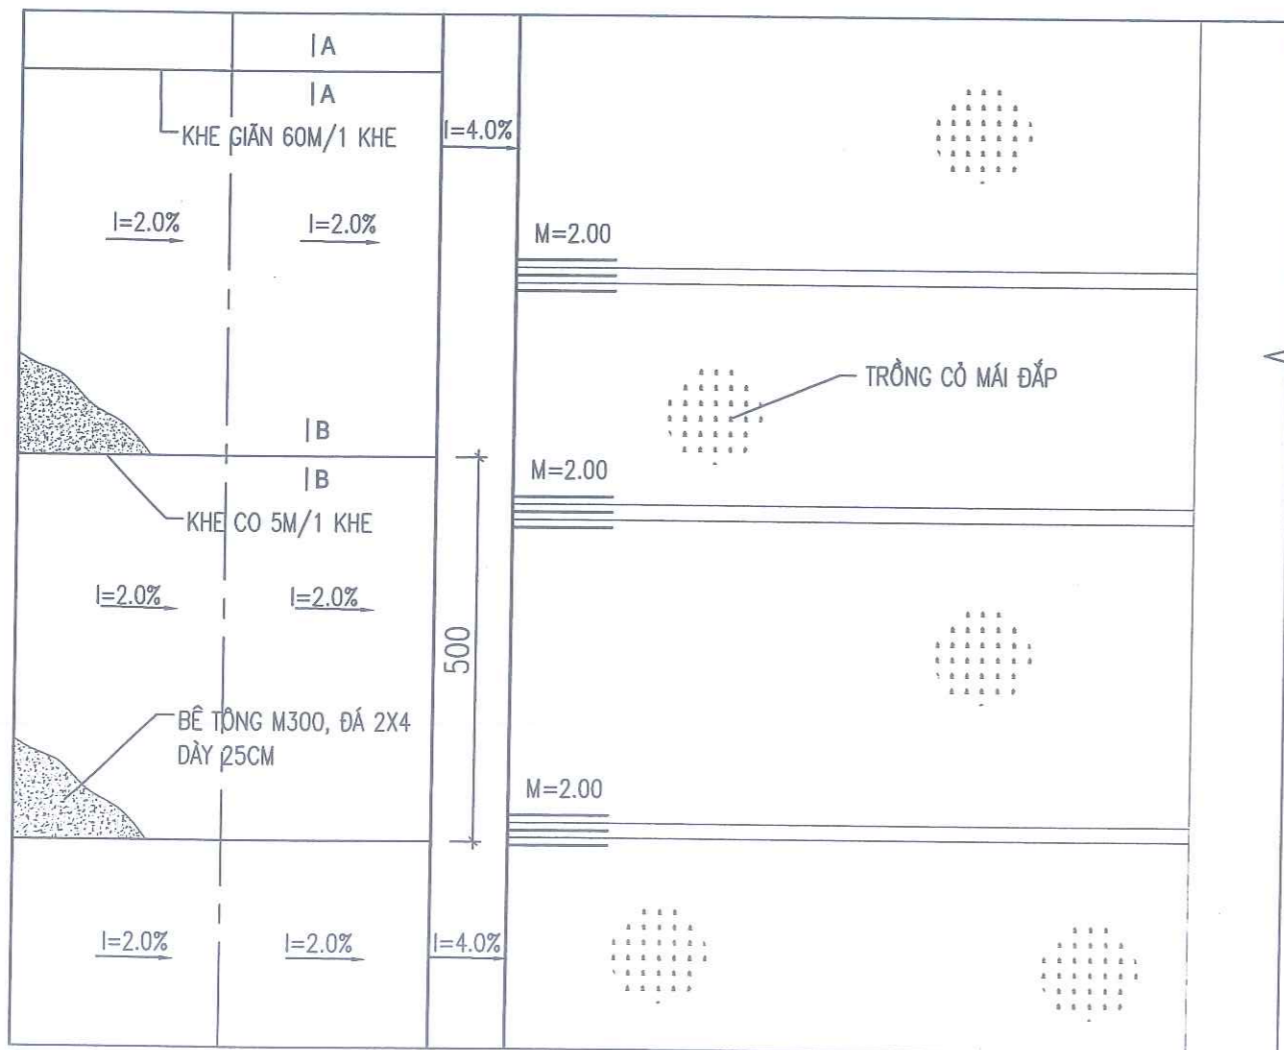 A
A
KHE GIÃN 60M/1 KHE
I=4.0%
I=2.0%
I=2.0%
M=2.00
TRỒNG CỎ MÁI ĐẮP
B
B
M=2.00
KHE CO 5M/1 KHE
I=2.0%
I=2.0%
500
BÊ TÔNG M300, ĐÁ 2X4
DÀY 25CM
M=2.00
I=2.0%
I=2.0%
I=4.0%